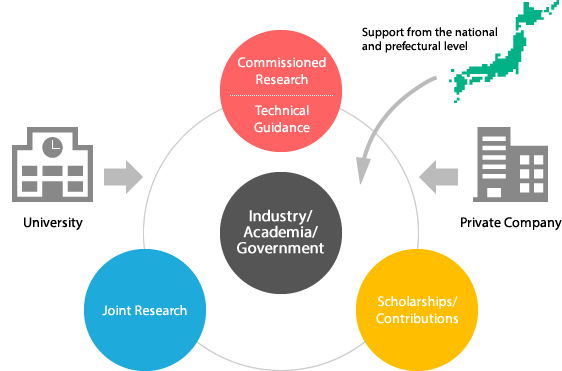 Support from the national
and prefectural level
Commissioned
Research
Technical
Guidance
University
Industry/
Academia/
Government
Private Company
Joint Research
Scholarships/
Contributions